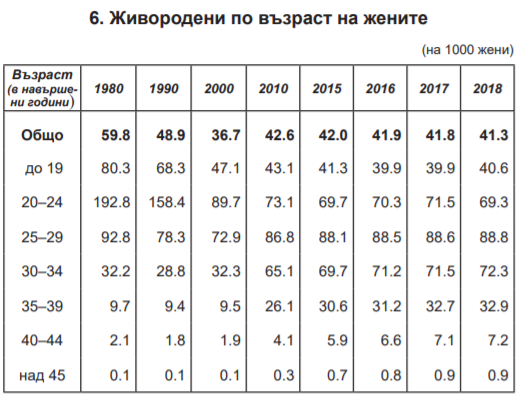 6. Живородени по възраст на жените
(на 1000 жени)
Възраст (в навърше- ни години) 1980 1990 2000 2010 2015 2016 2017 2018
Общо 59.8 48.9 36.7 42.6 42.0 41.9 41.8 41.3
до 19 80.3 68.3 47.1 43.1 41.3 39.9 39.9 40.6
20–24 192.8 158.4 89.7 73.1 69.7 70.3 71.5 69.3
25–29 92.8 78.3 72.9 86.8 88.1 88.5 88.6 88.8
30–34 32.2 28.8 32.3 65.1 69.7 71.2 71.5 72.3
35–39 9.7 9.4 9.5 26.1 30.6 31.2 32.7 32.9
40–44 2.1 1.8 1.9 4.1 5.9 6.6 7.1 7.2
над 45 0.1 0.1 0.1 0.3 0.7 0.8 0.9 0.9